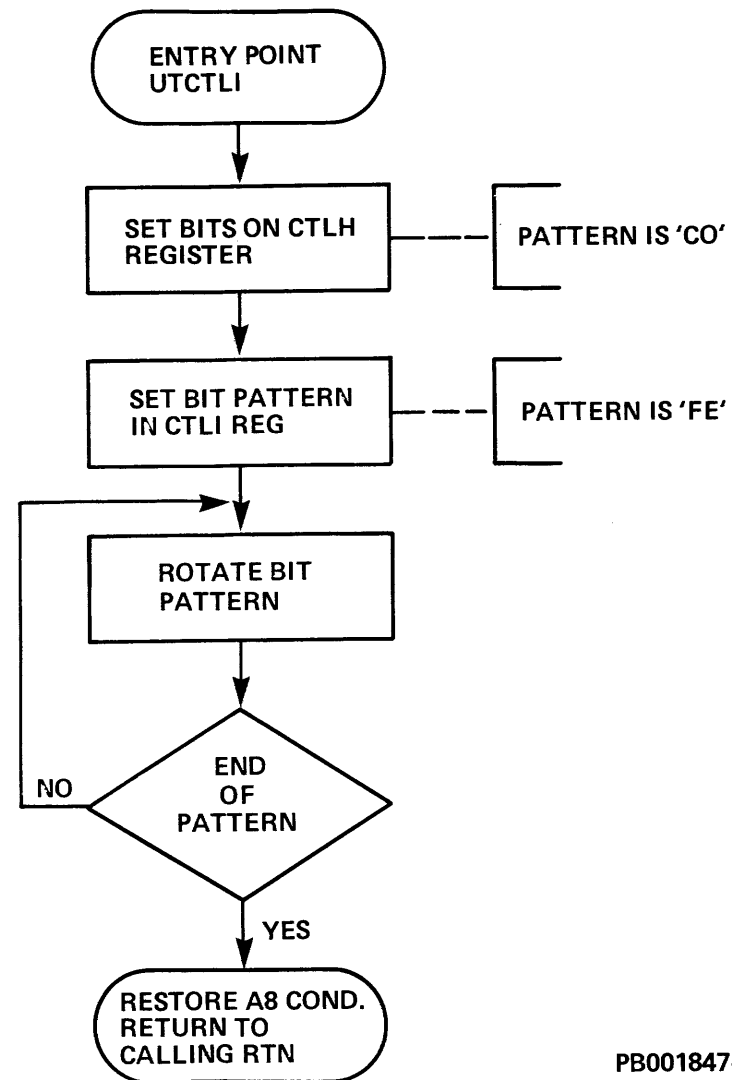 ENTRY POINT
UTCTLI
SET BITS ON CTLH
REGISTER
PATTERN IS 'CO'
SET BIT PATTERN
IN CTLI REG
PATTERN IS 'FE'
ROTATE BIT
PATTERN
END
OF
PATTERN
NO
YES
RESTORE A8 COND.
RETURN TO
CALLING RTN
PB001847